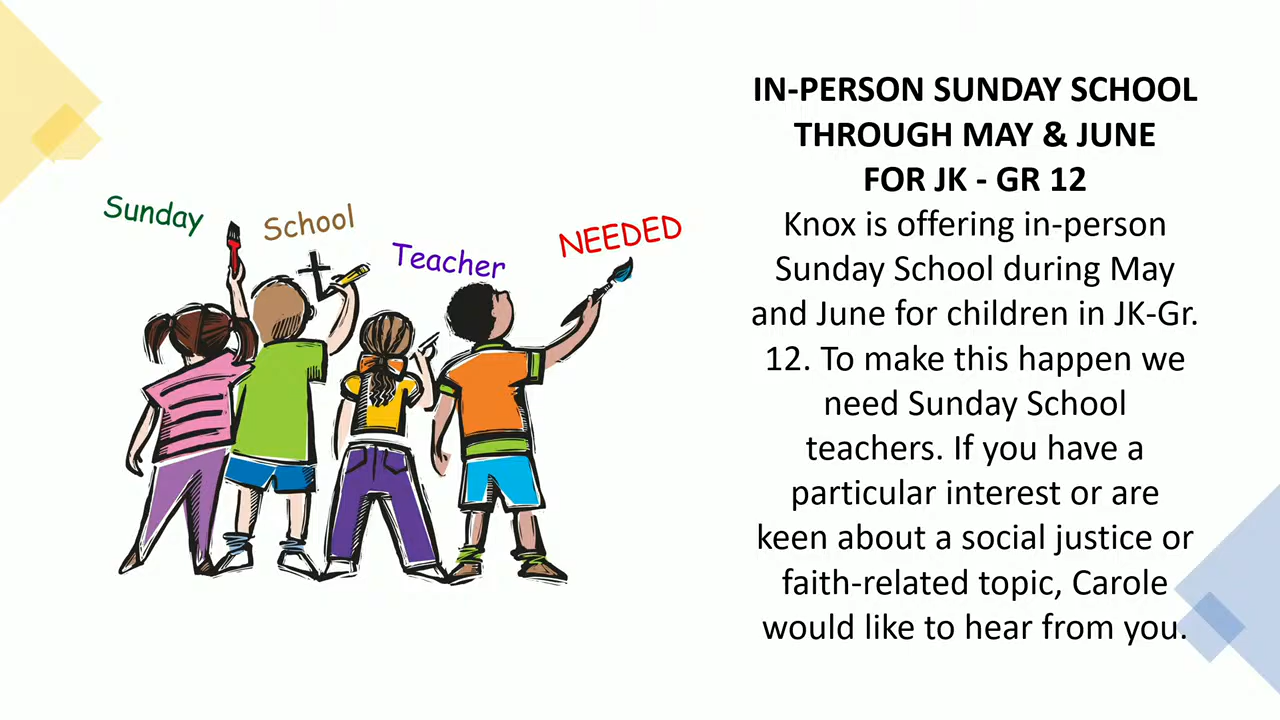 Sunday School Teacher NEEDED
IN-PERSON SUNDAY SCHOOL
THROUGH MAY & JUNE
FOR JK - GR 12
Knox is offering in-person
Sunday School during May
and June for children in JK-Gr.
12. To make this happen we
need Sunday School
teachers. If you have a
particular interest or are
keen about a social justice or
faith-related topic, Carole
would like to hear from you.